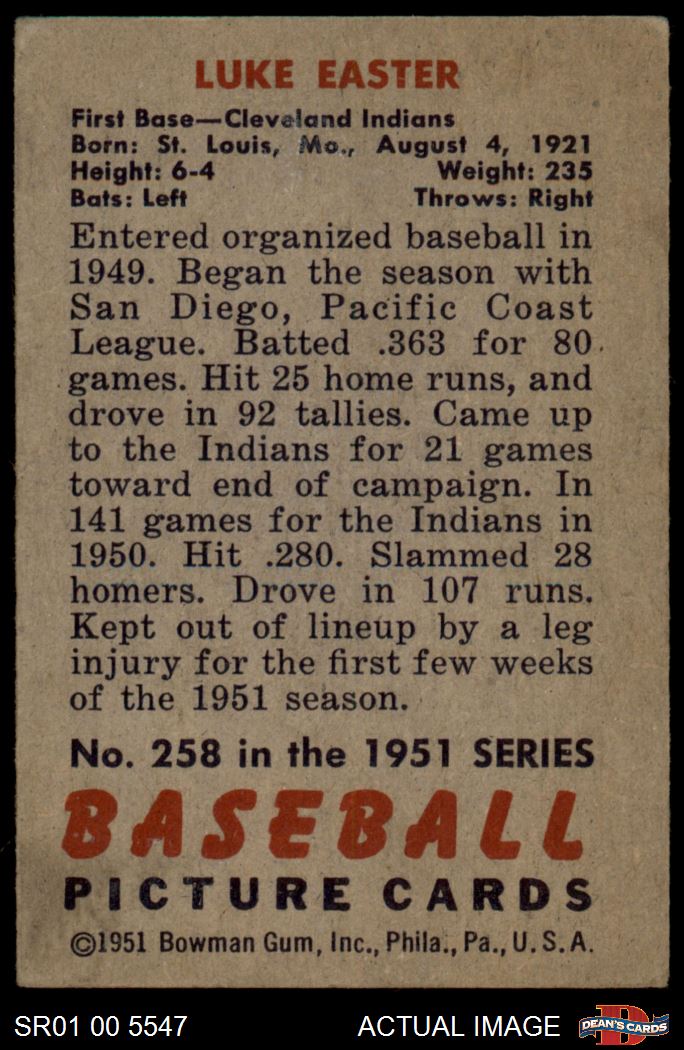 LUKE EASTER
First Base—Cleveland Indians
Born: St. Louis, Mo., August 4, 1921
Height: 6-4 Weight: 235
Bats: Left Throws: Right
Entered organized baseball in
1949. Began the season with
San Diego, Pacific Coast
League. Batted .363 for 80
games. Hit 25 home runs, and
drove in 92 tallies. Came up
to the Indians for 21 games
toward end of campaign. In
141 games for the Indians in
1950. Hit .280. Slammed 28
homers. Drove in 107 runs.
Kept out of lineup by a leg
injury for the first few weeks
of the 1951 season.
No. 258 in the 1951 SERIES
BASEBALL
PICTURE CARDS
©1951 Bowman Gum, Inc., Phila., Pa., U.S.A.
SR01 00 5547 ACTUAL IMAGE DEAN'S CARDS